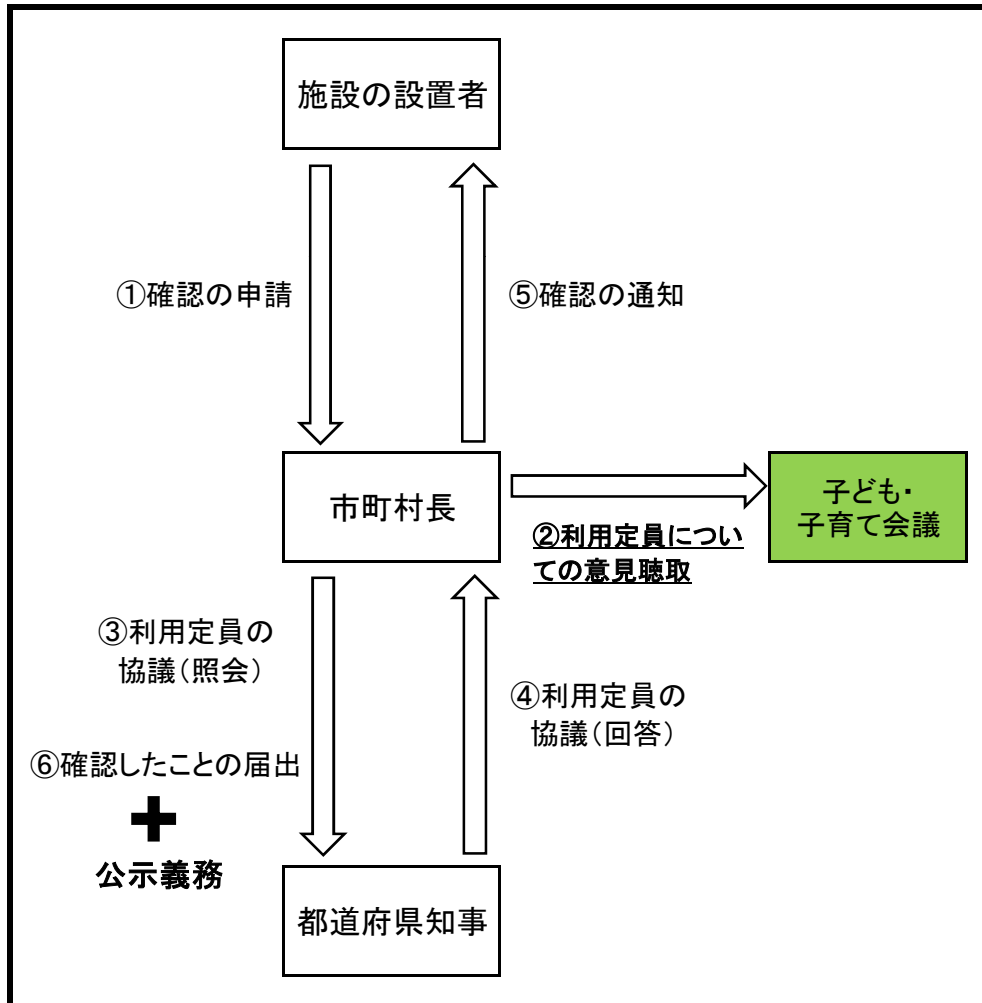 施設の設置者
①確認の申請
⑤確認の通知
市町村長
子ども・
子育て会議
②利用定員につい
ての意見聴取
③利用定員の
協議(照会)
④利用定員の
協議(回答)
⑥確認したことの届出
公示義務
都道府県知事